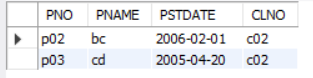 PNO PNAME PSTDATE CLNO
p02 bc 2006-02-01 c02
p03 cd 2005-04-20 c02